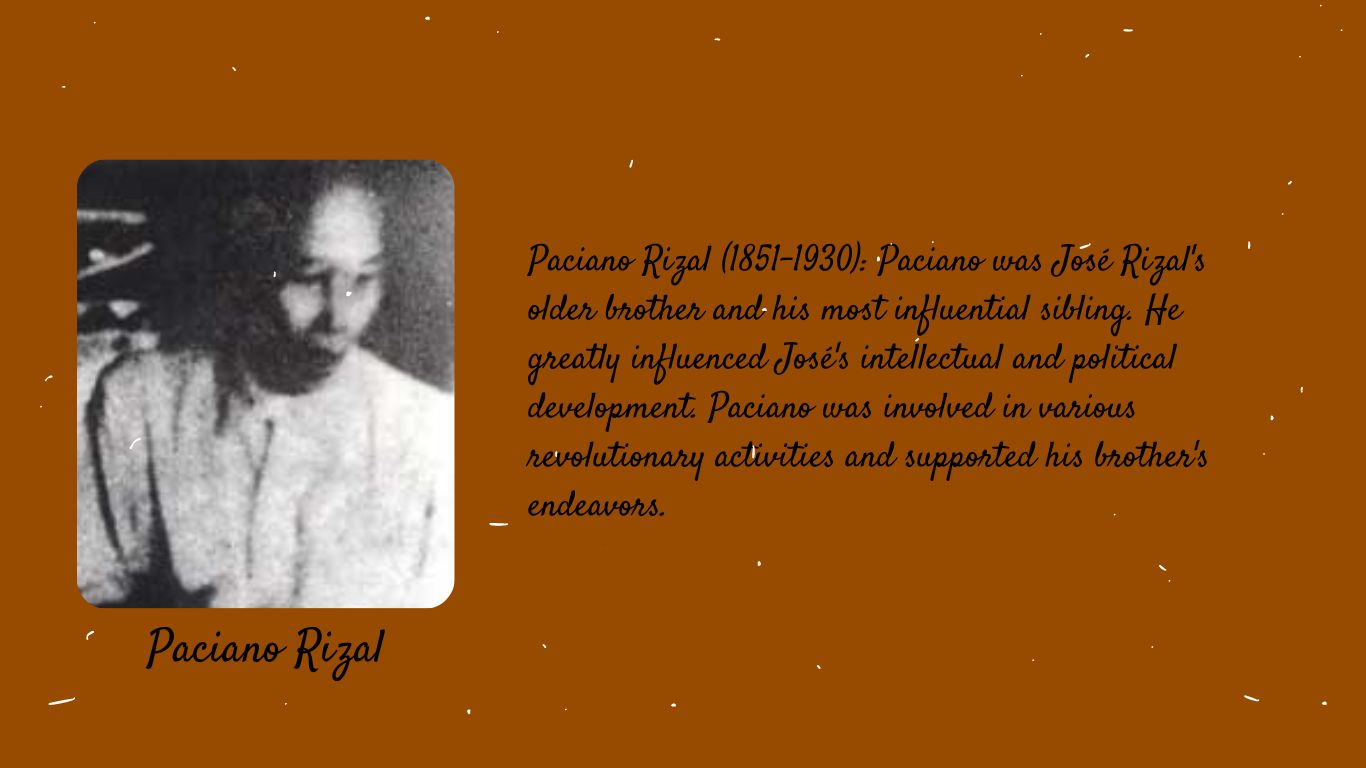 Paciano Rizal (1851-1930): Paciano was José Rizal's
older brother and his most influential sibling. He
greatly influenced José's intellectual and political
development. Paciano was involved in various
revolutionary activities and supported his brother's
endeavors.
Paciano Rizal